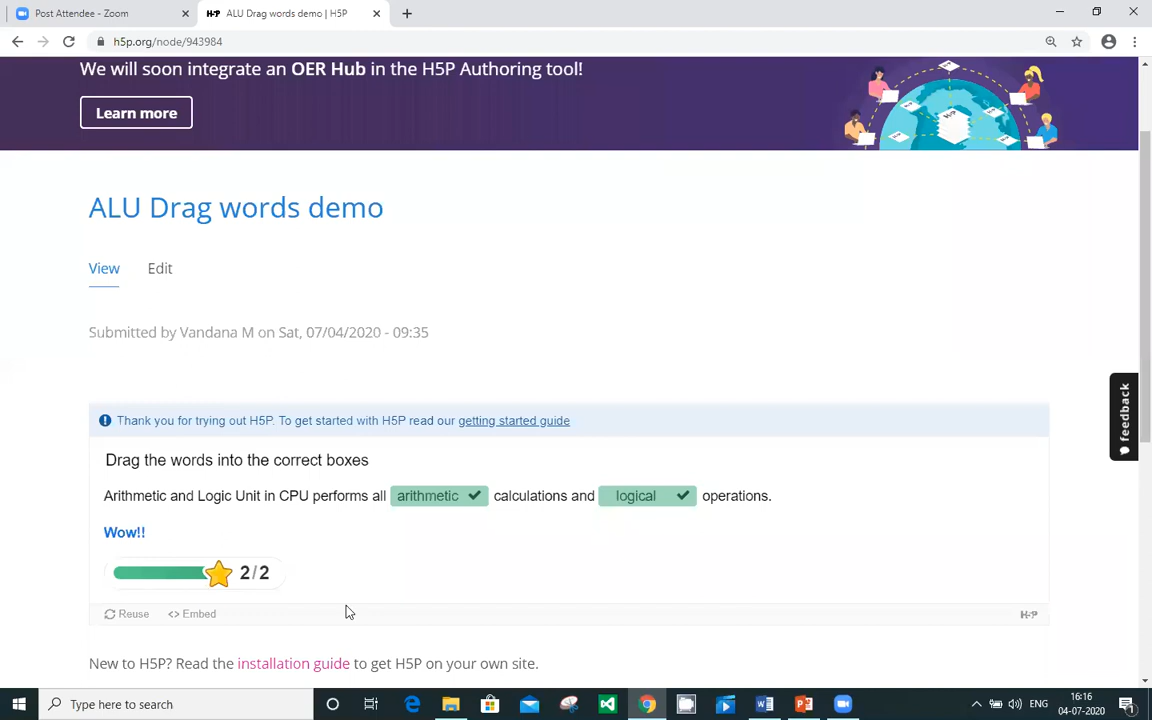 Post Attendee - Zoom
ALU Drag words demo | H5P
h5p.org/node/943984
We will soon integrate an OER Hub in the H5P Authoring tool!
Learn more
ALU Drag words demo
View Edit
Submitted by Vandana M on Sat, 07/04/2020 - 09:35
feedback
Thank you for trying out H5P. To get started with H5P read our getting started guide
Drag the words into the correct boxes
Arithmetic and Logic Unit in CPU performs all arithmetic calculations and logical operations.
Wow!!
2/2
Reuse <> Embed H5P
New to H5P? Read the installation guide to get H5P on your own site.
Type here to search
ENG
16:16
04-07-2020